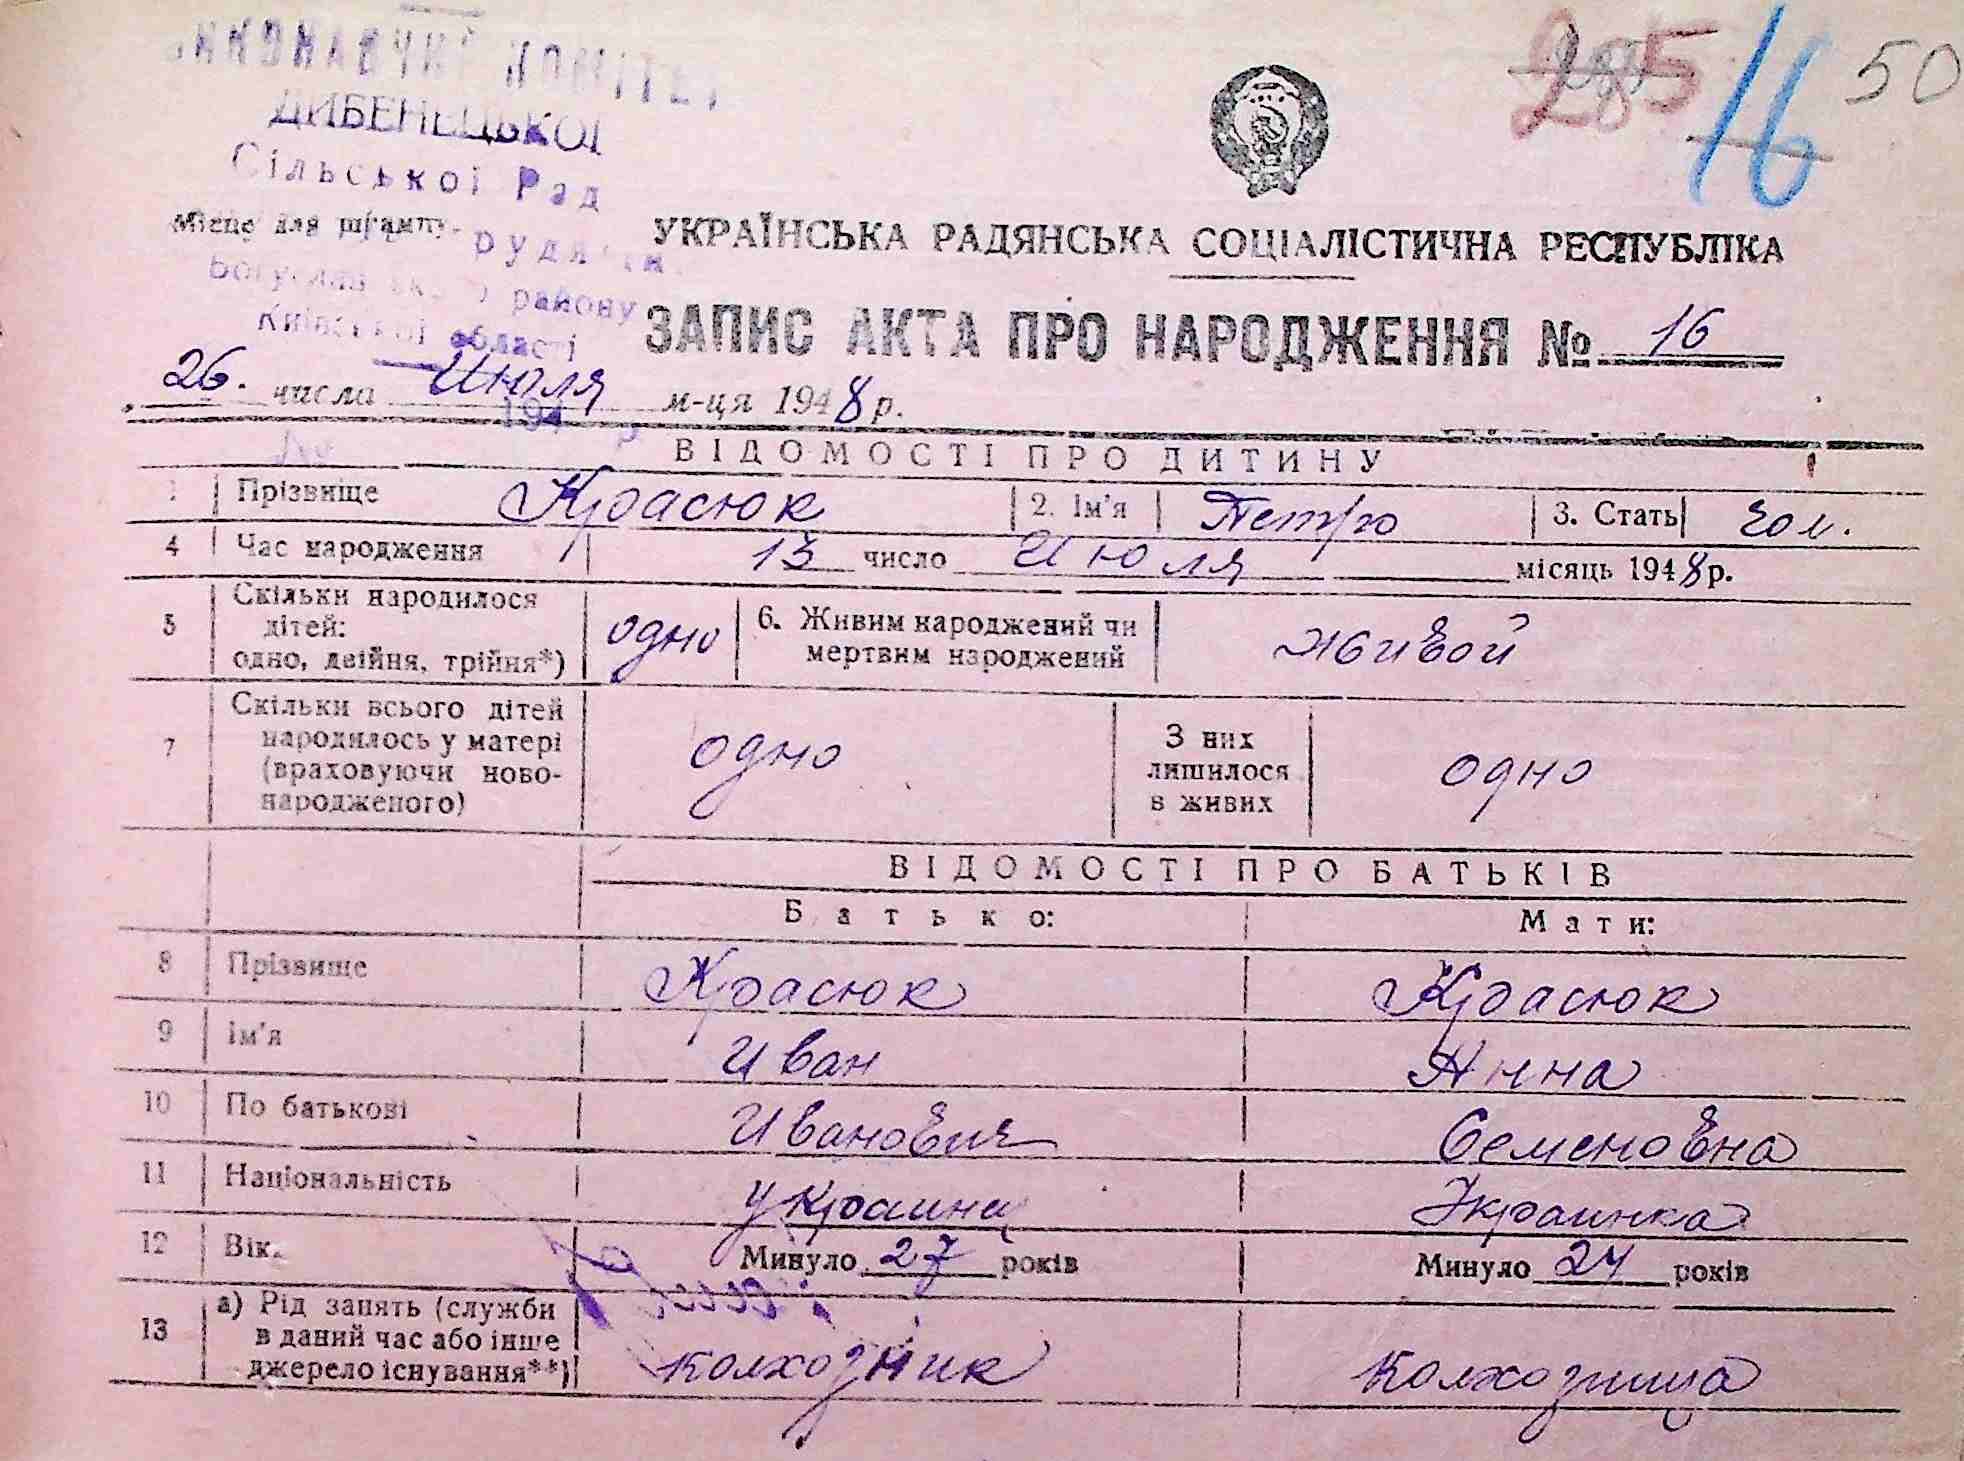 ВИКОНАВЧИЙ КОМІТЕТ
ДИБЕНЕЦЬКОЇ
Сільської Рад
Місце для штампу
Богуславського району
Київської області
194
285 16 50
УКРАЇНСЬКА РАДЯНСЬКА СОЦІАЛІСТИЧНА РЕСПУБЛІКА
ЗАПИС АКТА ПРО НАРОДЖЕННЯ № 16
26. числа Июля м-ця 1948 р.
ВІДОМОСТІ ПРО ДИТИНУ
1 Прізвище Красюк 2. Ім'я Петро 3. Стать чол.
4 Час народження 13 число Июля місяць 1948 р.
5 Скільки народилося
дітей:
одно, двійня, трійня*) одно 6. Живим народжений чи
мертвим народжений живой
7 Скільки всього дітей
народилось у матері
(враховуючи ново-
народженого) одно З них
лишилося
в живих одно
ВІДОМОСТІ ПРО БАТЬКІВ
Батько: Мати:
8 Прізвище Красюк Красюк
9 Ім'я Иван Анна
10 По батькові Иванович Семеновна
11 Національність украинец Украинка
12 Вік. Минуло 27 років Минуло 24 років
13 а) Рід занять (служби
в даний час або інше
джерело існування**) колхозник колхозница